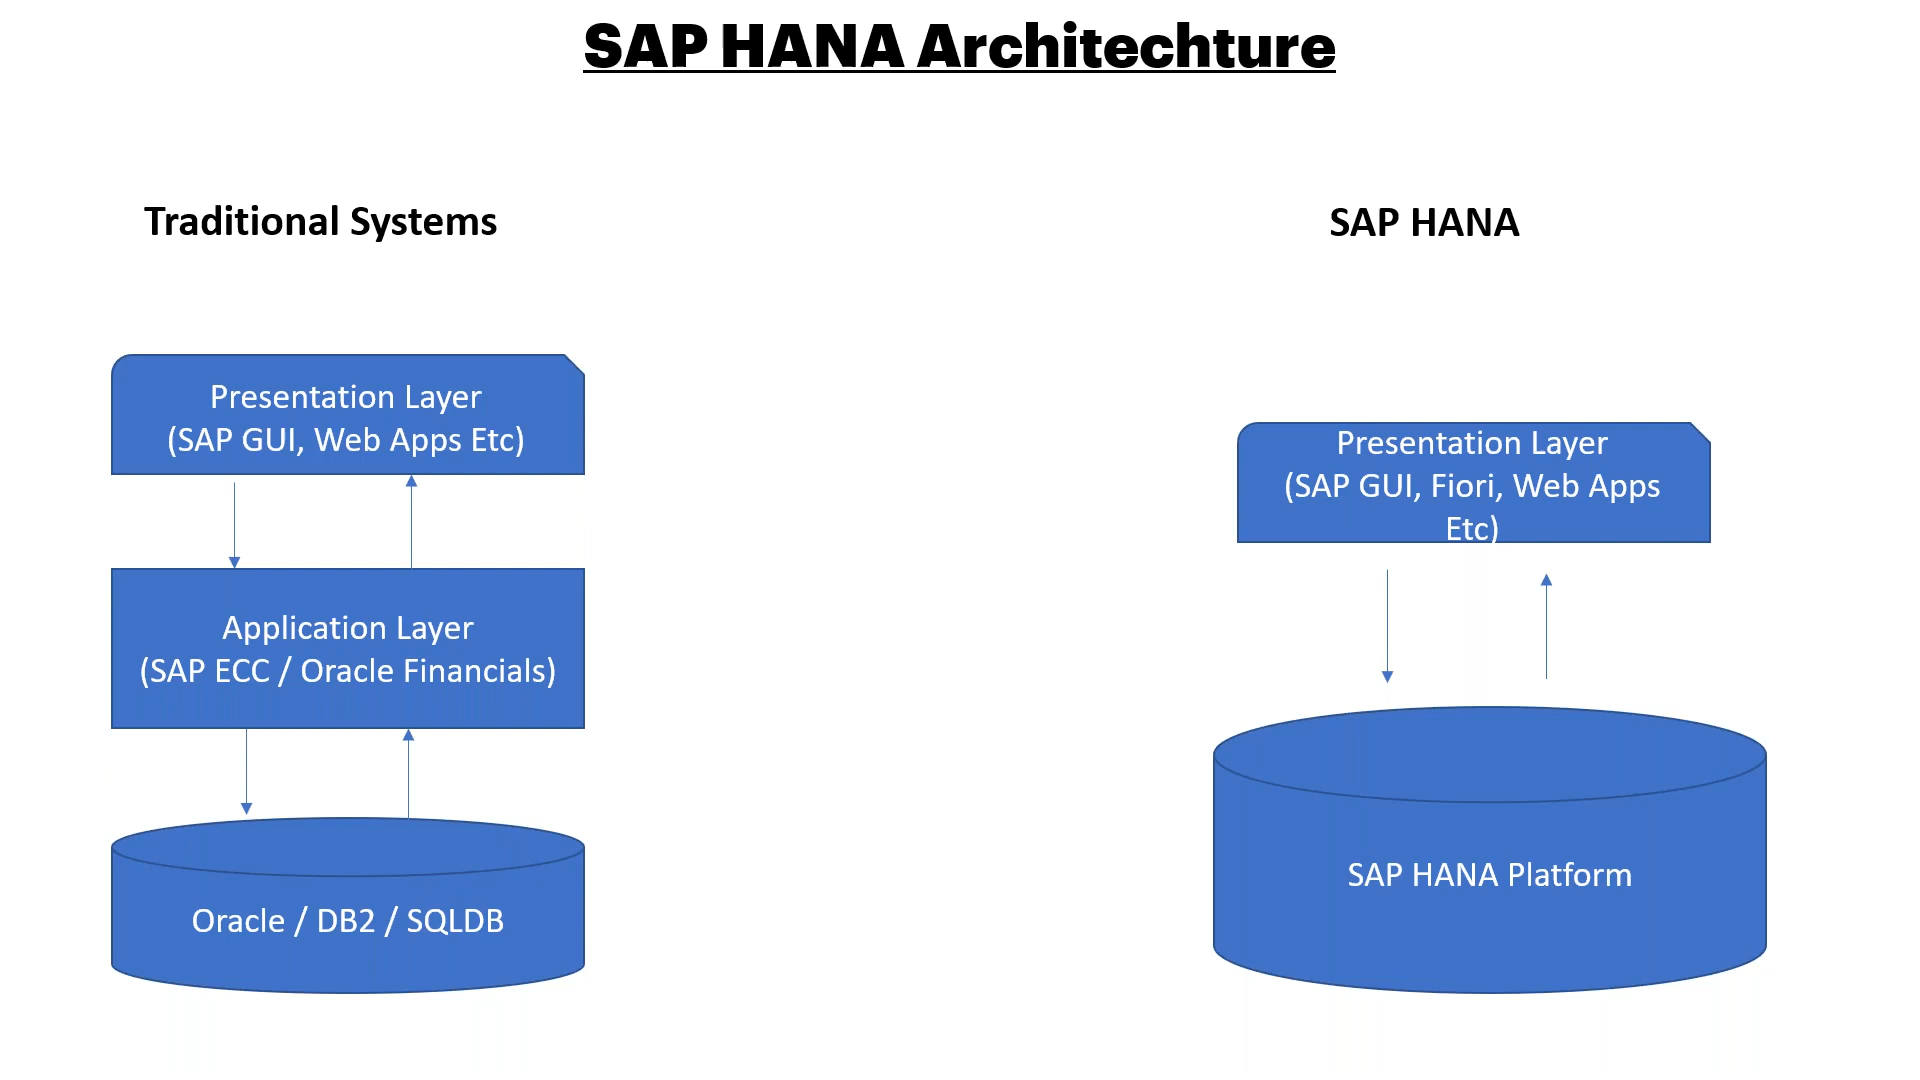 SAP HANA Architechture
Traditional Systems
Presentation Layer
(SAP GUI, Web Apps Etc)
Application Layer
(SAP ECC / Oracle Financials)
Oracle / DB2 / SQLDB
SAP HANA
Presentation Layer
(SAP GUI, Fiori, Web Apps
Etc)
SAP HANA Platform